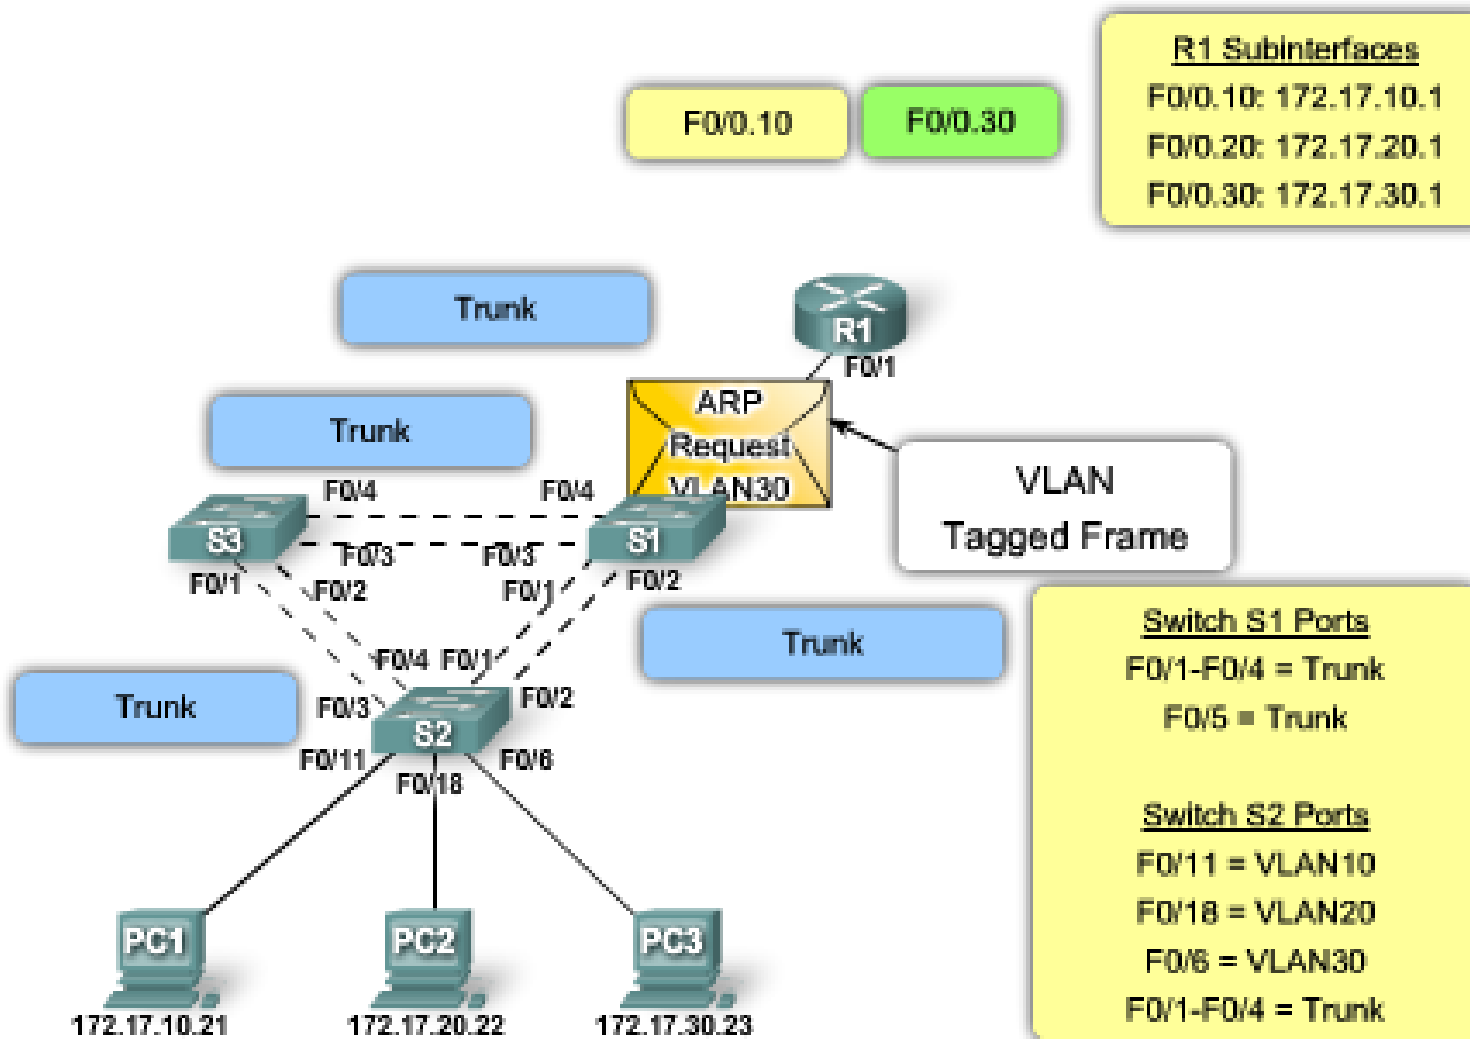 R1 Subinterfaces
F0/0.10: 172.17.10.1
F0/0.20: 172.17.20.1
F0/0.30: 172.17.30.1
F0/0.10
F0/0.30
Trunk
R1
F0/1
Trunk
ARP
Request
VLAN30
VLAN
Tagged Frame
F0/4
F0/4
S3
S1
F0/3
F0/3
F0/1
F0/2
F0/1
F0/2
Trunk
F0/4
F0/1
Trunk
F0/3
F0/2
S2
F0/11
F0/18
F0/6
Switch S1 Ports
F0/1-F0/4 = Trunk
F0/5 = Trunk
Switch S2 Ports
F0/11 = VLAN10
F0/18 = VLAN20
F0/6 = VLAN30
F0/1-F0/4 = Trunk
PC1
PC2
PC3
172.17.10.21
172.17.20.22
172.17.30.23